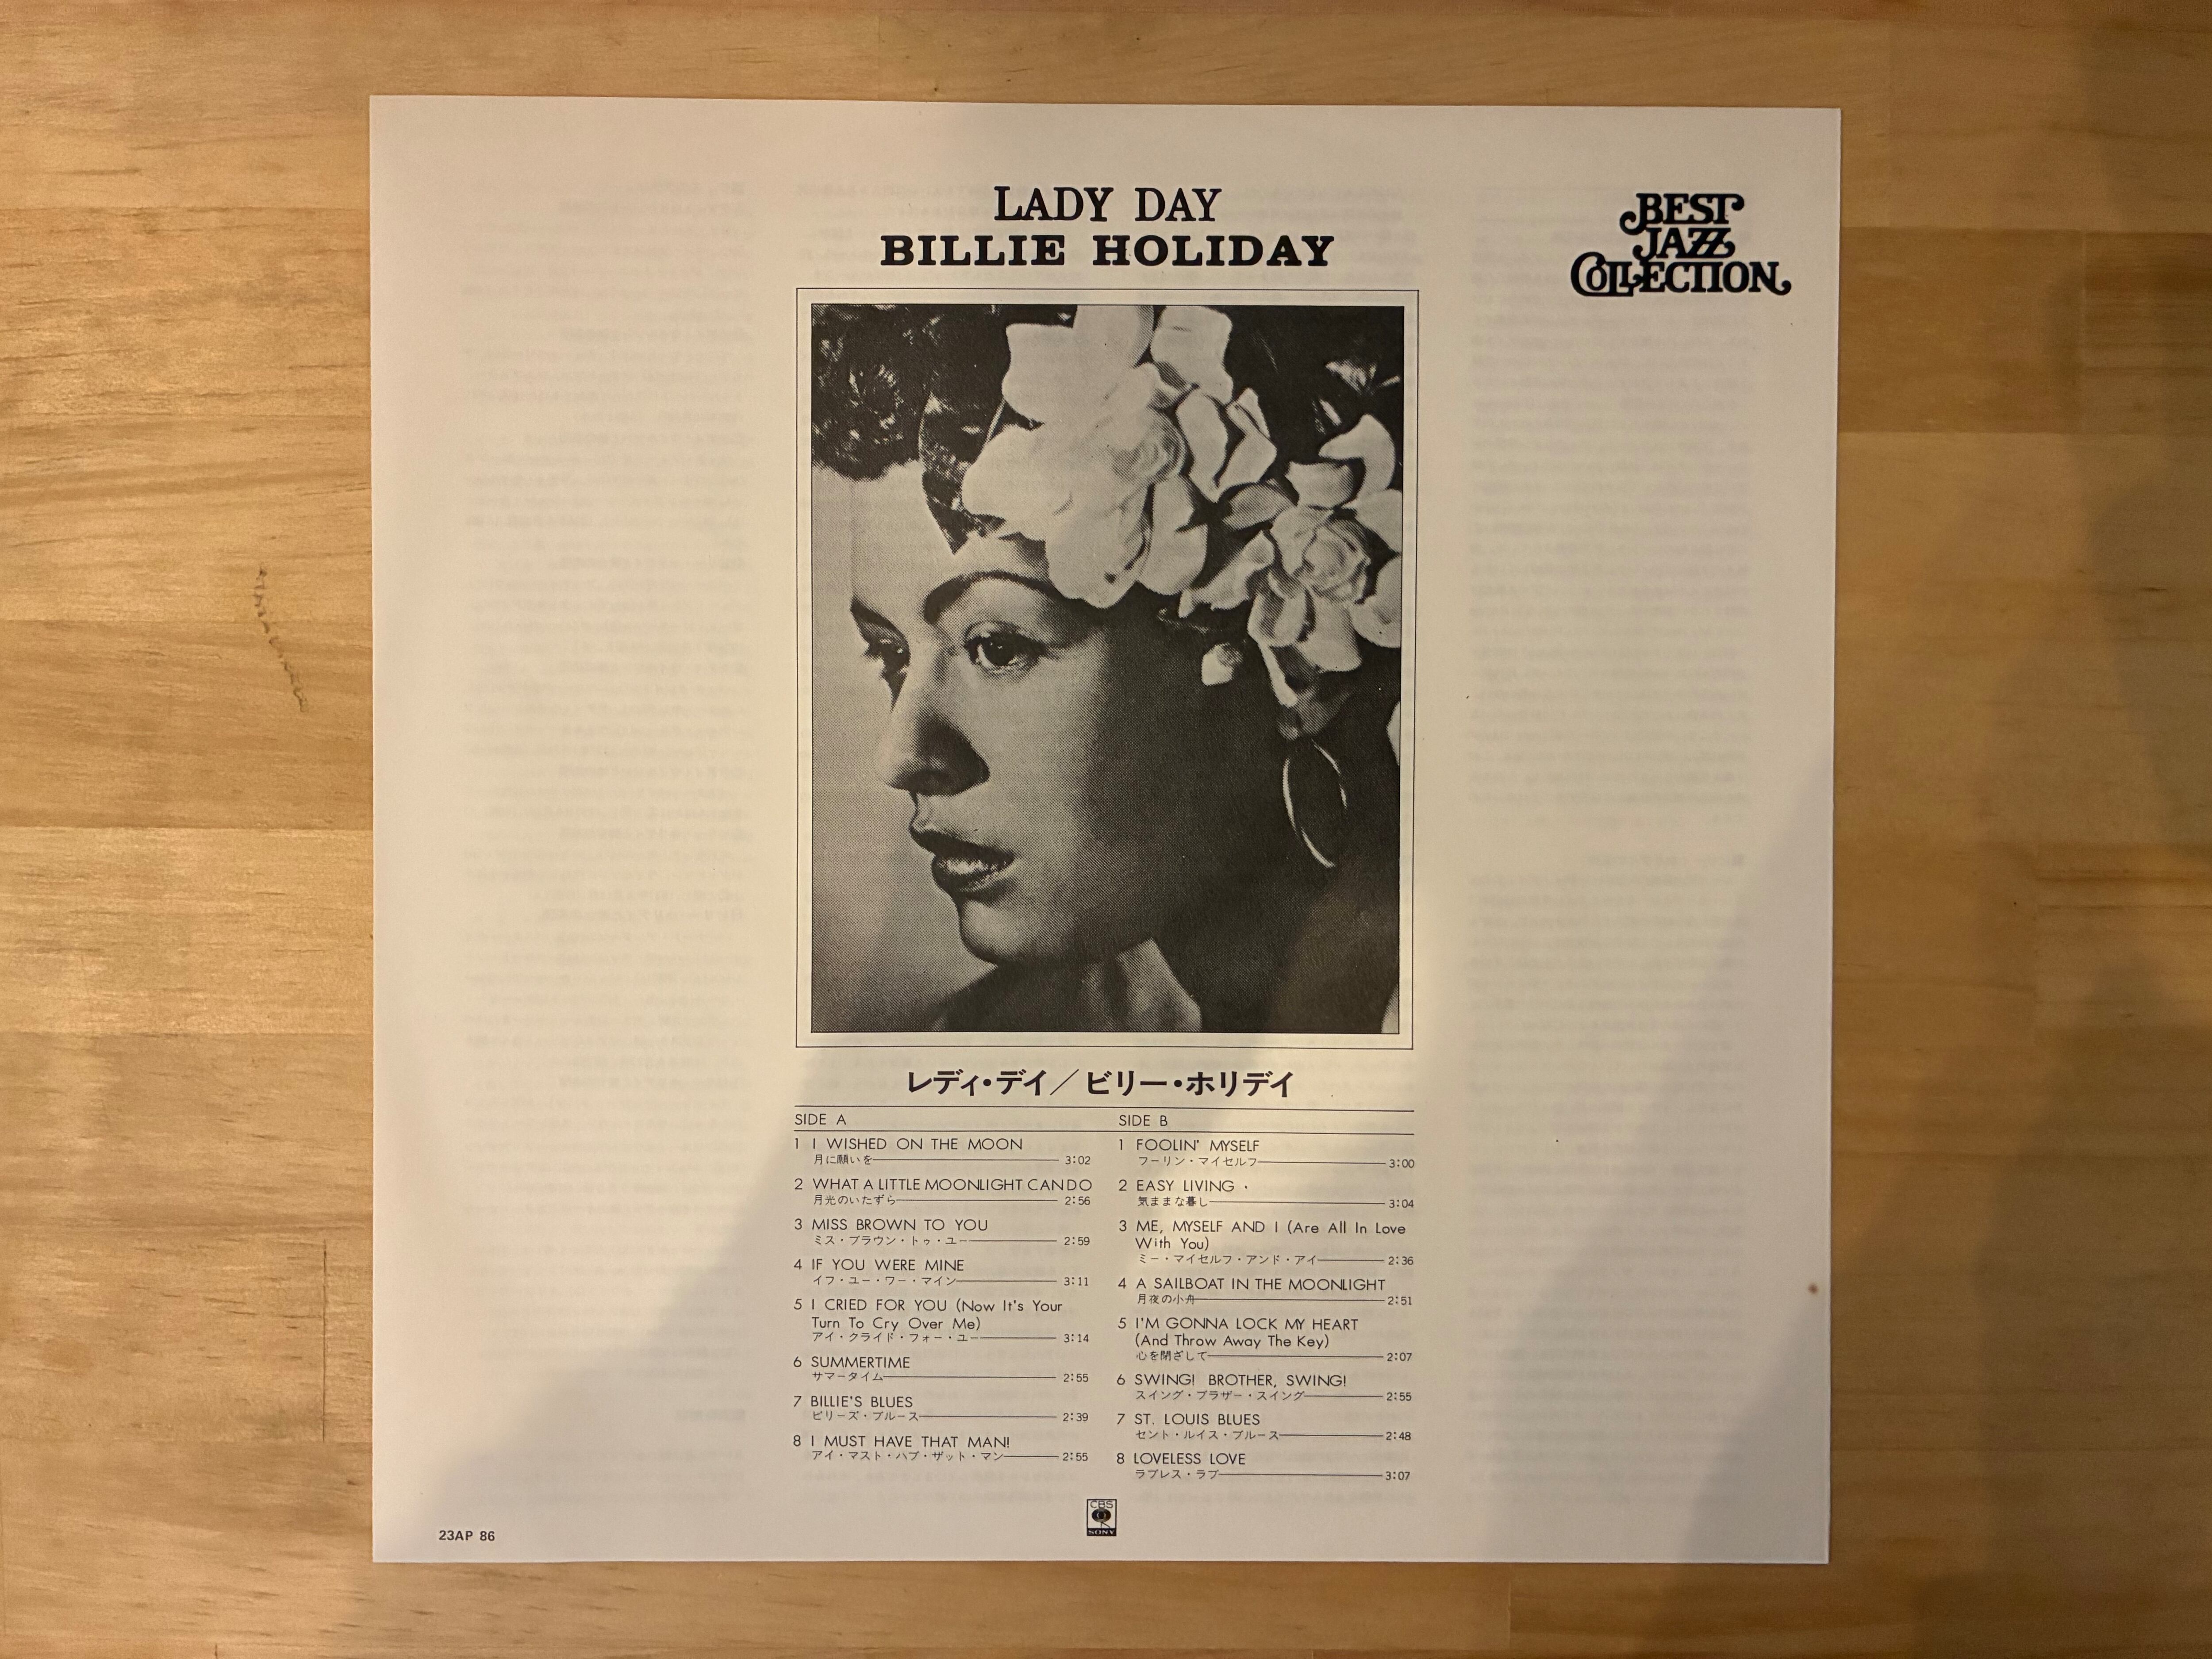 LADY DAY
BILLIE HOLIDAY
BEST
JAZZ
COLLECTION
レディ・デイ／ビリー・ホリデイ
SIDE A
1 I WISHED ON THE MOON
月に願いを 3:02
2 WHAT A LITTLE MOONLIGHT CAN DO
月光のいたずら 2:56
3 MISS BROWN TO YOU
ミス・ブラウン・トゥ・ユー 2:59
4 IF YOU WERE MINE
イフ・ユー・ワー・マイン 3:11
5 I CRIED FOR YOU (Now It's Your
Turn To Cry Over Me)
アイ・クライド・フォー・ユー 3:14
6 SUMMERTIME
サマータイム 2:55
7 BILLIE'S BLUES
ビリーズ・ブルース 2:39
8 I MUST HAVE THAT MAN!
アイ・マスト・ハブ・ザット・マン 2:55
SIDE B
1 FOOLIN' MYSELF
フーリン・マイセルフ 3:00
2 EASY LIVING
気ままな暮し 3:04
3 ME, MYSELF AND I (Are All In Love
With You)
ミー・マイセルフ・アンド・アイ 2:36
4 A SAILBOAT IN THE MOONLIGHT
月夜の小舟 2:51
5 I'M GONNA LOCK MY HEART
(And Throw Away The Key)
心を閉ざして 2:07
6 SWING! BROTHER, SWING!
スイング・ブラザー・スイング 2:55
7 ST. LOUIS BLUES
セント・ルイス・ブルース 2:48
8 LOVELESS LOVE
ラブレス・ラブ 3:07
CBS
SONY
23AP 86